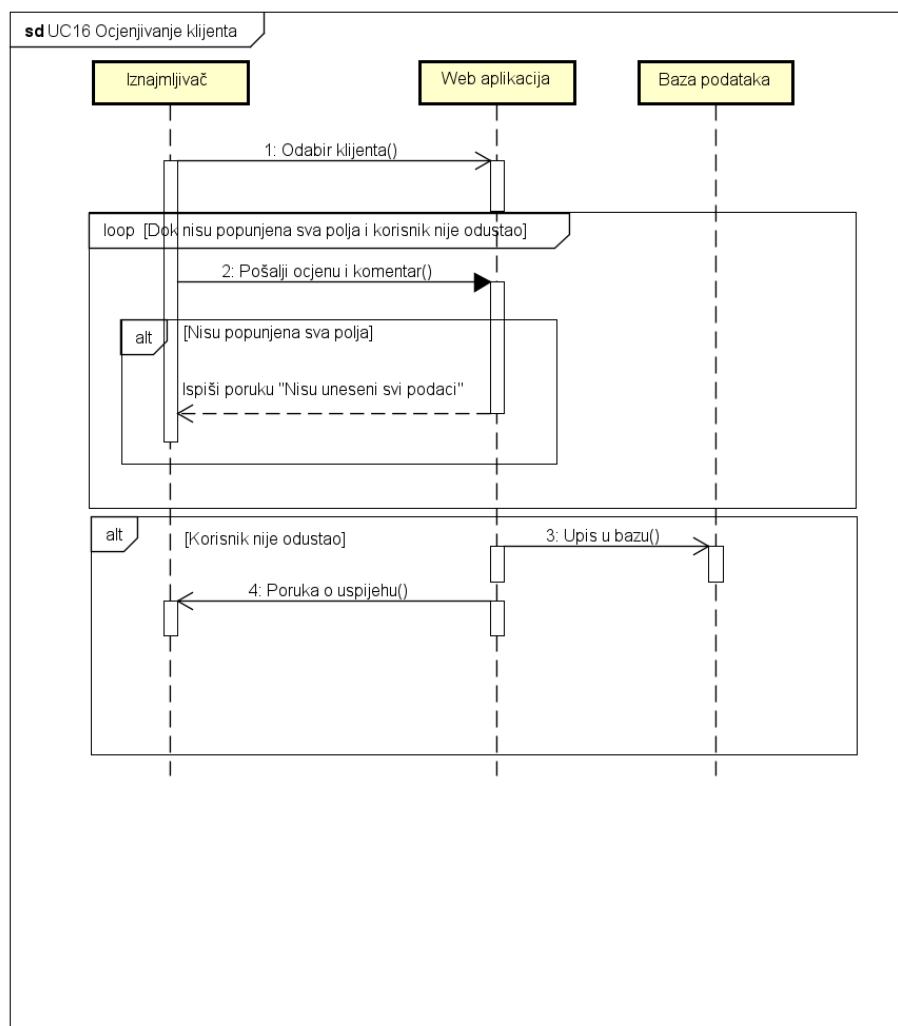 sd UC16 Ocjenjivanje klijenta
Iznajmljivač
Web aplikacija
Baza podataka
1: Odabir klijenta()
loop [Dok nisu popunjena sva polja i korisnik nije odustao]
2: Pošalji ocjenu i komentar()
alt [Nisu popunjena sva polja]
Ispiši poruku "Nisu uneseni svi podaci"
alt [Korisnik nije odustao]
3: Upis u bazu()
4: Poruka o uspijehu()